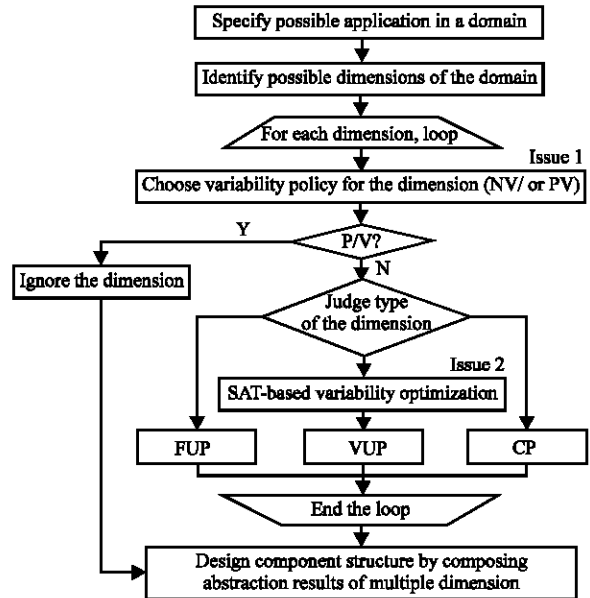 Specify possible application in a domain
Identify possible dimensions of the domain
For each dimension, loop
Issue 1
Choose variability policy for the dimension (NV/ or PV)
Y
P/V?
N
Ignore the dimension
Judge type
of the dimension
Issue 2
SAT-based variability optimization
FUP
VUP
CP
End the loop
Design component structure by composing
abstraction results of multiple dimension